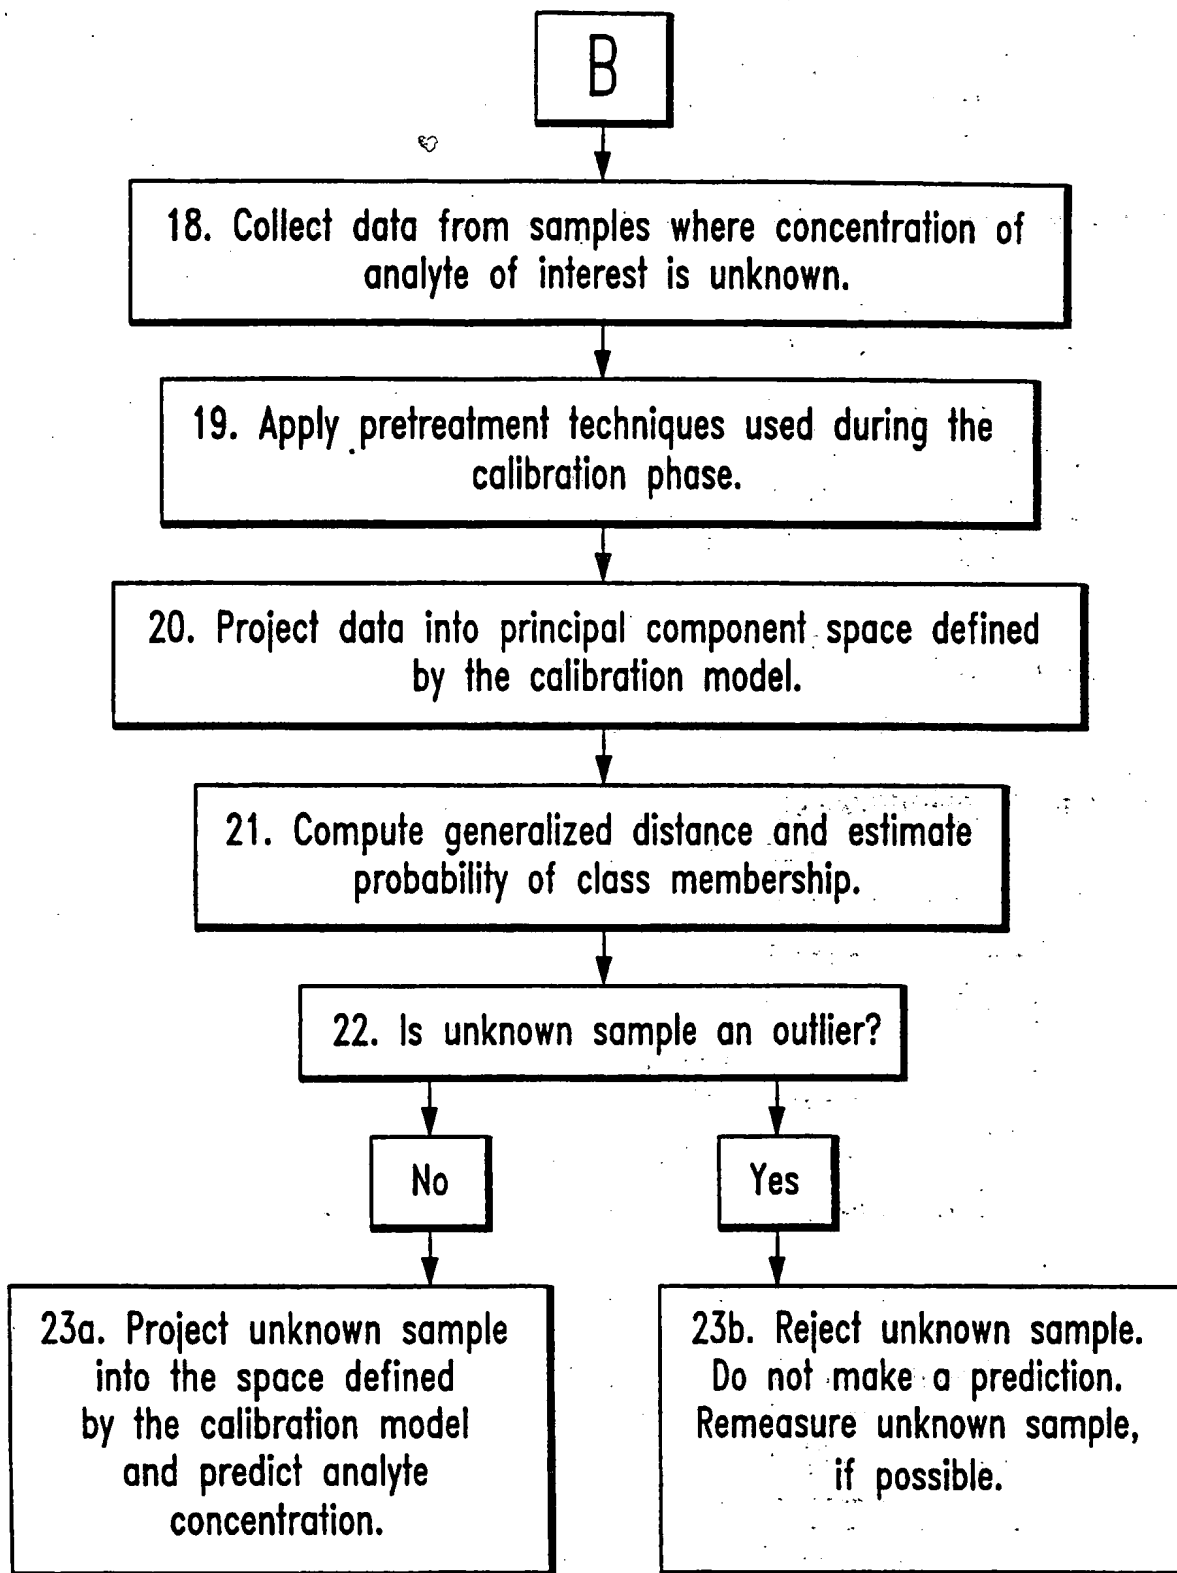 B
18. Collect data from samples where concentration of
analyte of interest is unknown.
19. Apply pretreatment techniques used during the
calibration phase.
20. Project data into principal component space defined
by the calibration model.
21. Compute generalized distance and estimate
probability of class membership.
22. Is unknown sample an outlier?
No
Yes
23a. Project unknown sample
into the space defined
by the calibration model
and predict analyte
concentration.
23b. Reject unknown sample.
Do not make a prediction.
Remeasure unknown sample,
if possible.